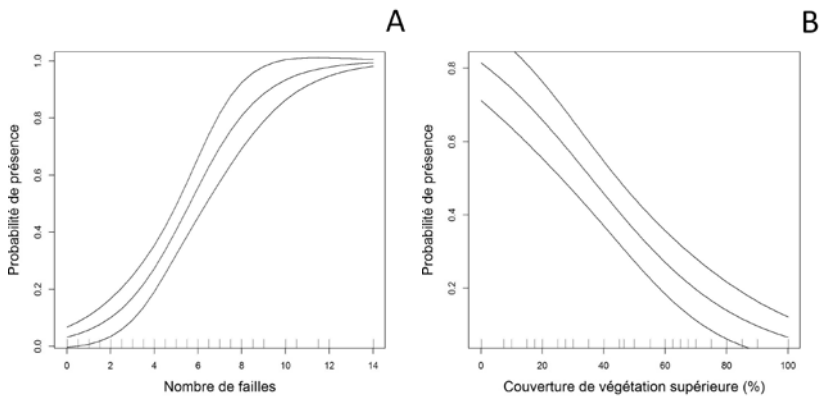 A
B
Probabilité de présence
1.0
0.8
0.6
0.4
0.2
0.0
0 2 4 6 8 10 12 14
Nombre de failles
Probabilité de présence
0.8
0.6
0.4
0.2
0 20 40 60 80 100
Couverture de végétation supérieure (%)